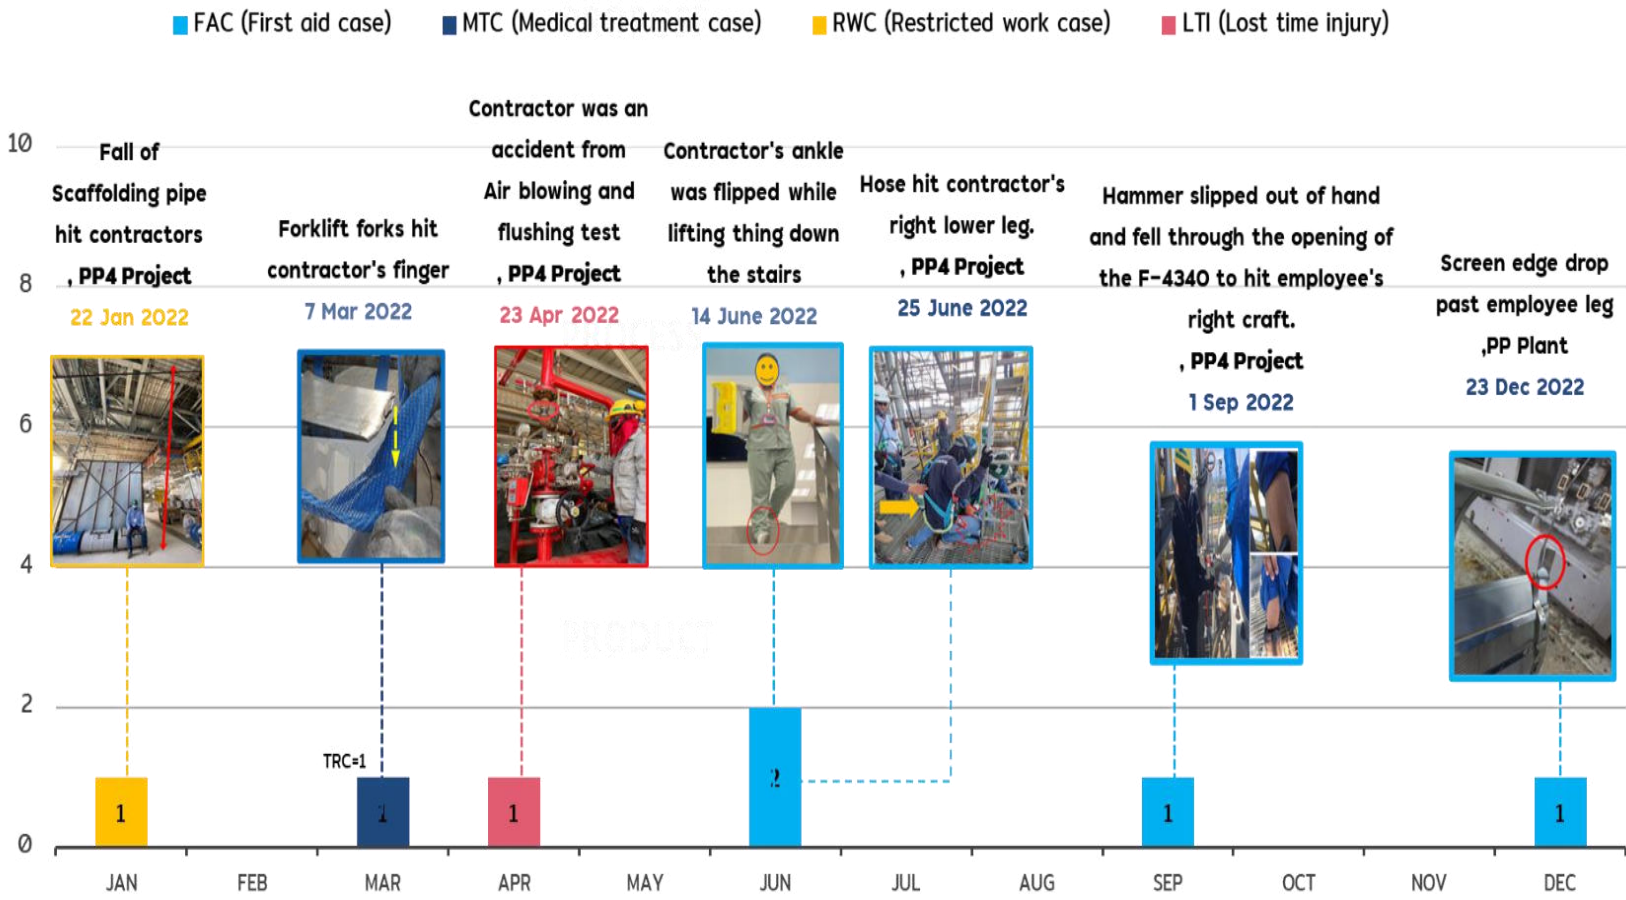 FAC (First aid case)
MTC (Medical treatment case)
RWC (Restricted work case)
LTI (Lost time injury)
10
8
6
4
2
0
Fall of
Scaffolding pipe
hit contractors
, PP4 Project
22 Jan 2022
Forklift forks hit
contractor's finger
7 Mar 2022
Contractor was an
accident from
Air blowing and
flushing test
, PP4 Project
23 Apr 2022
Contractor's ankle
was flipped while
lifting thing down
the stairs
14 June 2022
Hose hit contractor's
right lower leg.
, PP4 Project
25 June 2022
Hammer slipped out of hand
and fell through the opening of
the F-4340 to hit employee's
right craft.
, PP4 Project
1 Sep 2022
Screen edge drop
past employee leg
,PP Plant
23 Dec 2022
PROCESS
PRODUCT
TRC=1
1
1
1
2
1
1
JAN
FEB
MAR
APR
MAY
JUN
JUL
AUG
SEP
OCT
NOV
DEC